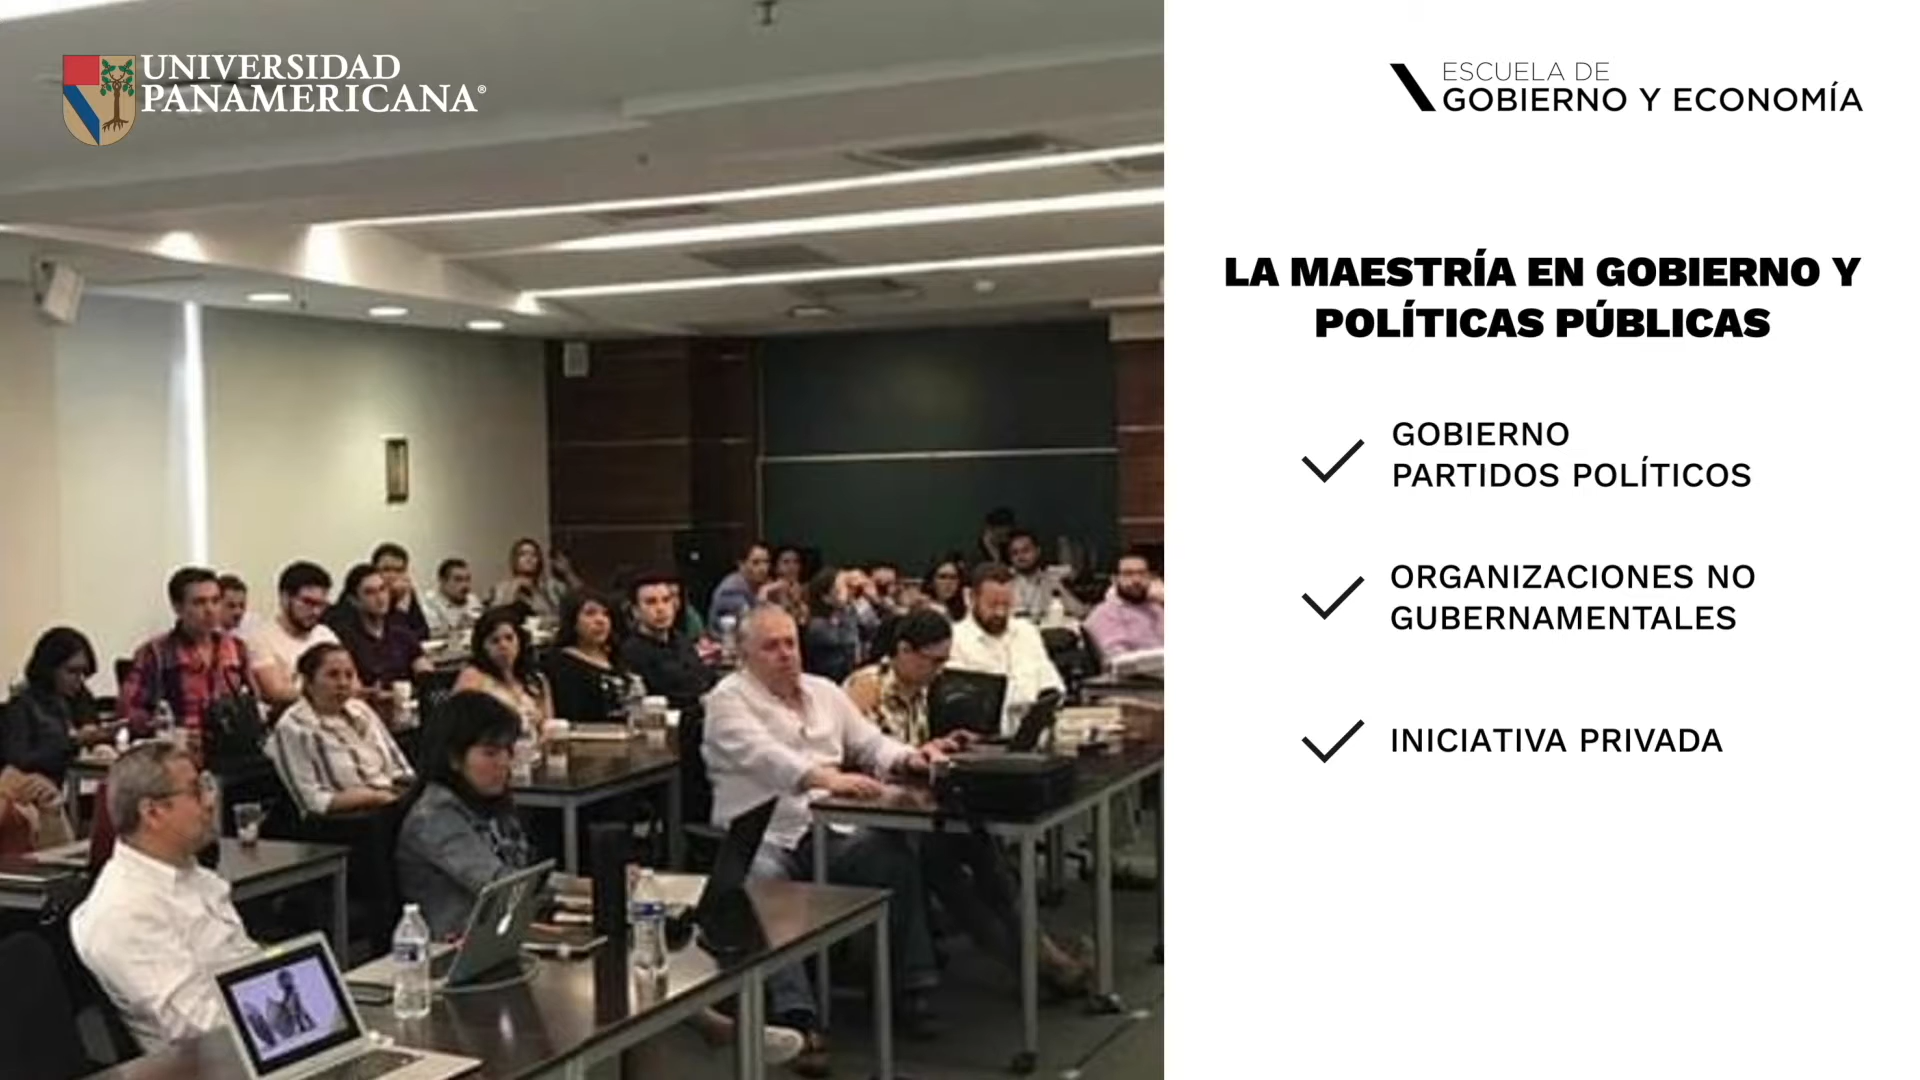 UNIVERSIDAD
PANAMERICANA®
ESCUELA DE
GOBIERNO Y ECONOMÍA
LA MAESTRÍA EN GOBIERNO Y
POLÍTICAS PÚBLICAS
GOBIERNO
PARTIDOS POLÍTICOS
ORGANIZACIONES NO
GUBERNAMENTALES
INICIATIVA PRIVADA